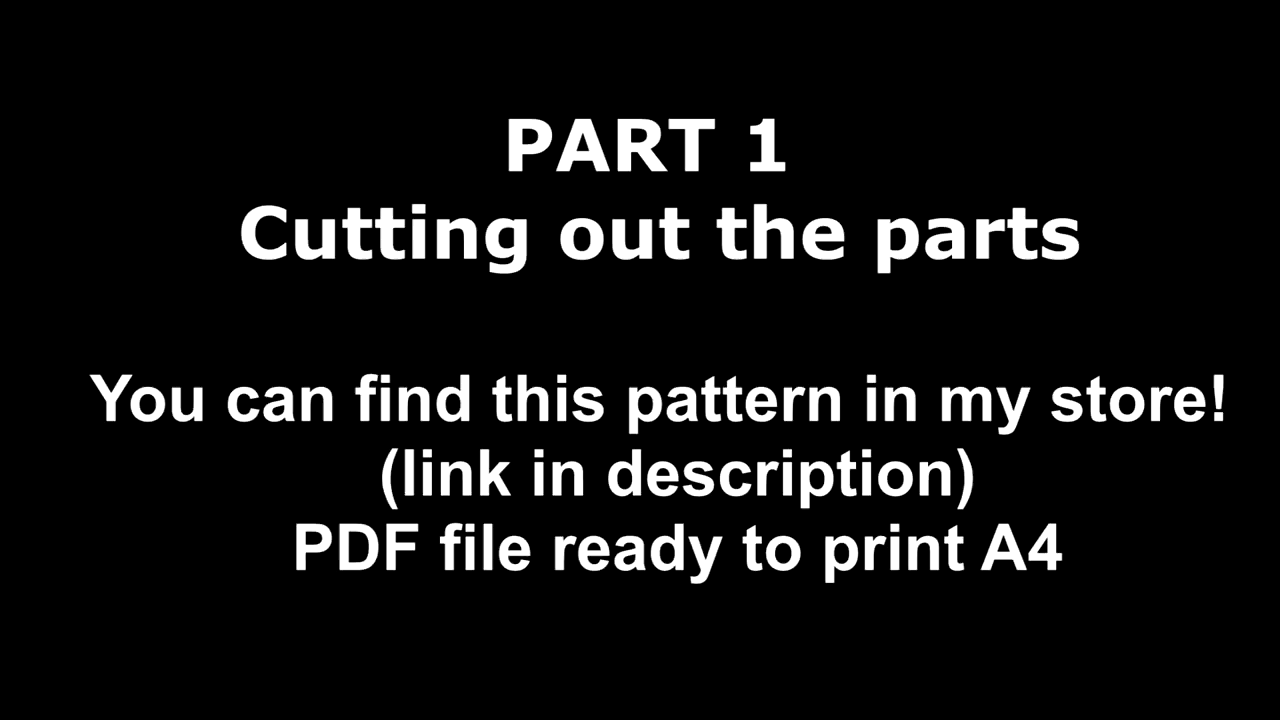 PART 1
Cutting out the parts
You can find this pattern in my store!
(link in description)
PDF file ready to print A4